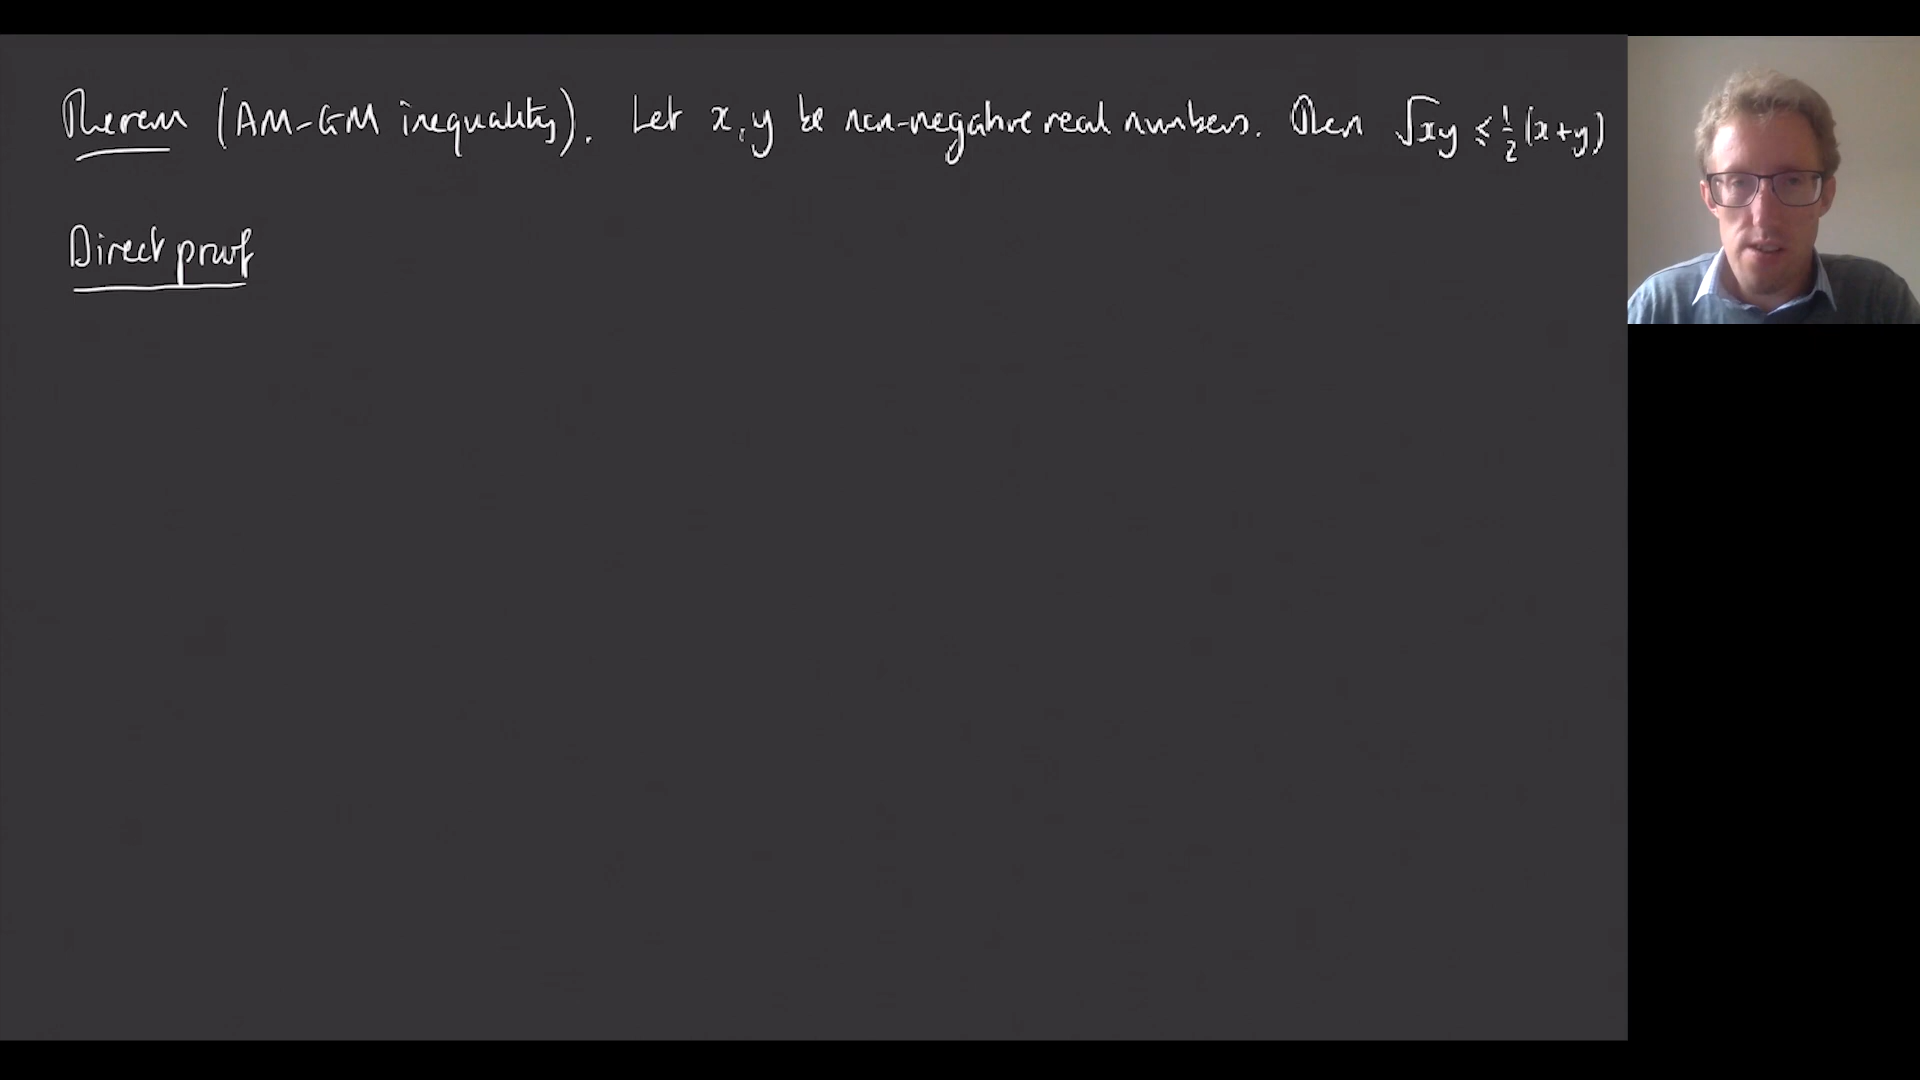 Theorem (AM-GM inequality). Let x, y be non-negative real numbers. Then √xy ≤ ½(x+y)
Direct proof